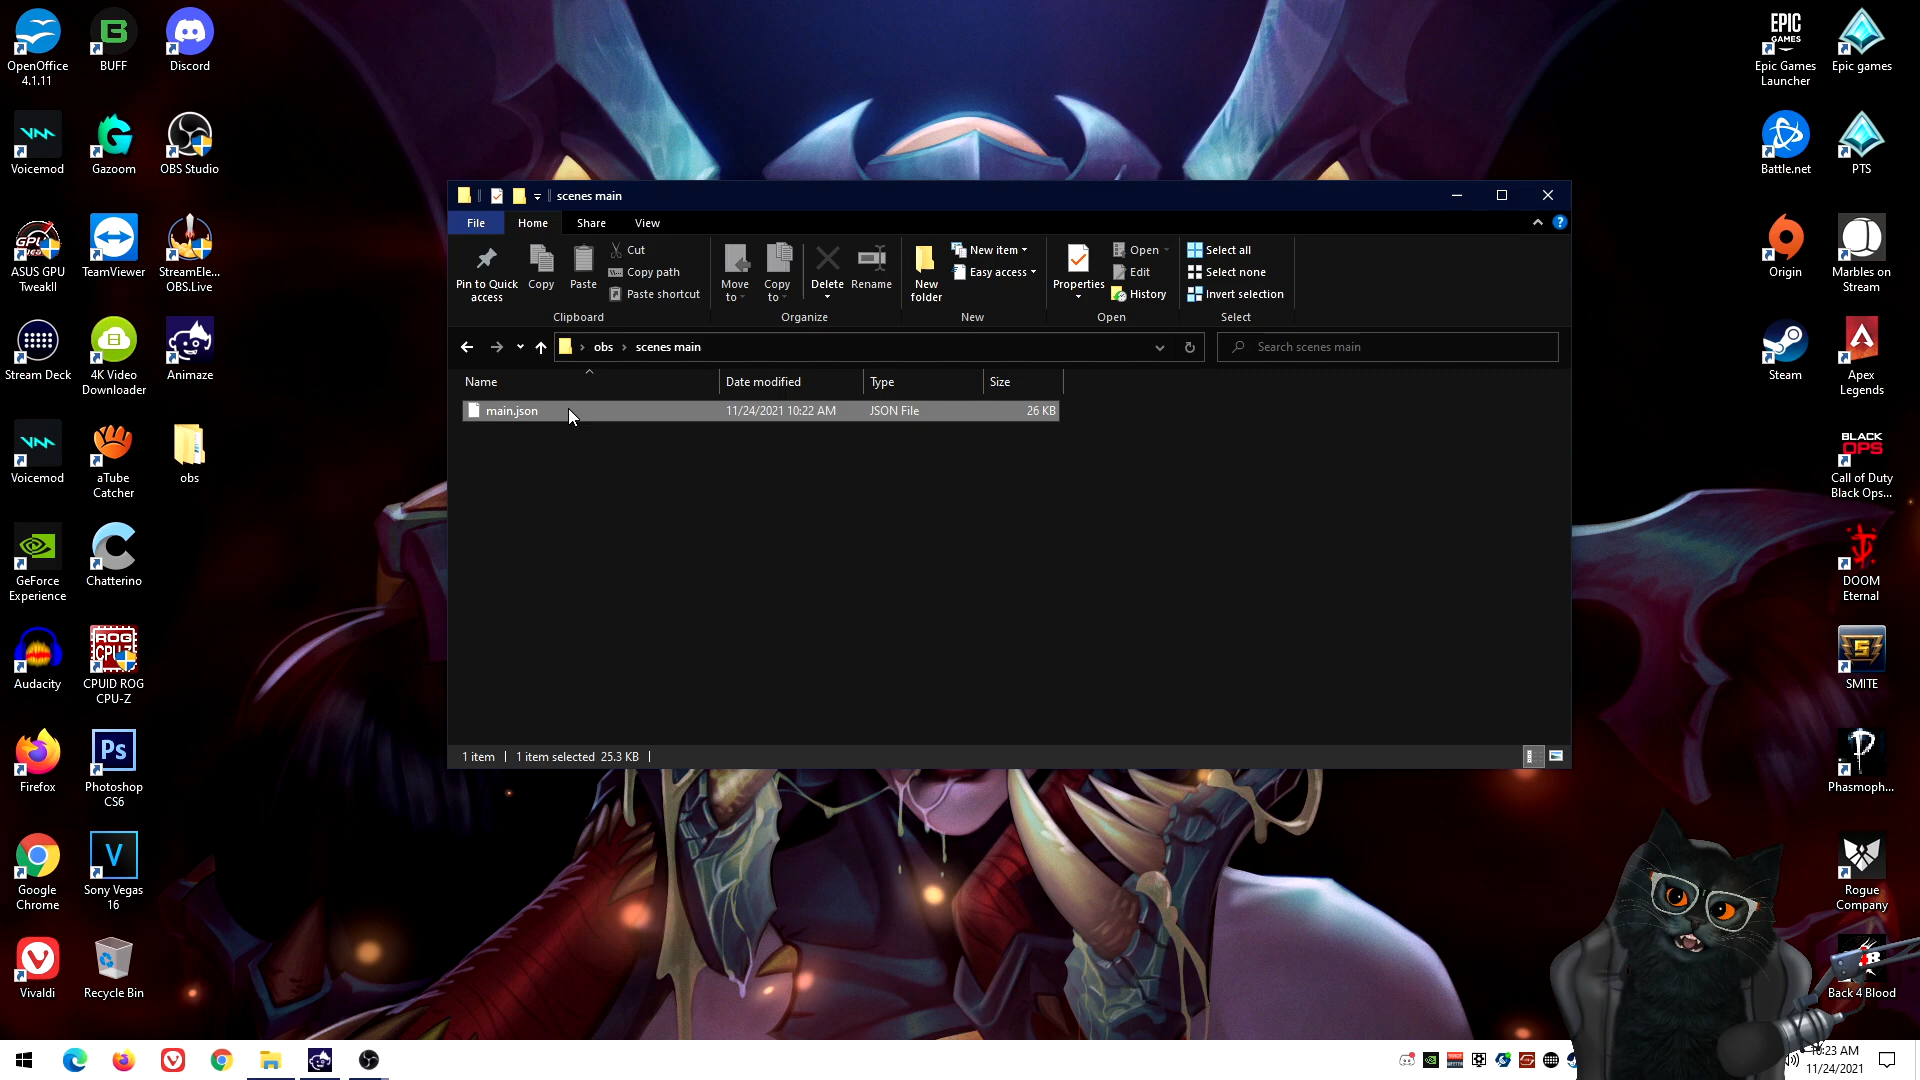 OpenOffice
4.1.11
BUFF
Discord
Voicemod
Gazoom
OBS Studio
ASUS GPU
TweakII
TeamViewer
StreamEle...
OBS.Live
Stream Deck
4K Video
Downloader
Animaze
Voicemod
aTube
Catcher
obs
GeForce
Experience
Chatterino
Audacity
ROG
CPUID ROG
CPU-Z
Firefox
Ps
Photoshop
CS6
Google
Chrome
V
Sony Vegas
16
Vivaldi
Recycle Bin
scenes main
File
Home
Share
View
Pin to Quick
access
Copy
Paste
Cut
Copy path
Paste shortcut
Clipboard
Move
to
Copy
to
Delete
Rename
Organize
New
folder
New item
Easy access
New
Properties
Open
Edit
History
Open
Select all
Select none
Invert selection
Select
obs
scenes main
Search scenes main
Name
Date modified
Type
Size
main.json
11/24/2021 10:22 AM
JSON File
26 KB
1 item
1 item selected 25.3 KB
EPIC
GAMES
Epic Games
Launcher
Epic games
Battle.net
PTS
Origin
Marbles on
Stream
Steam
Apex
Legends
BLACK
OPS
Call of Duty
Black Ops...
DOOM
Eternal
SMITE
Phasmoph...
Rogue
Company
Back 4 Blood
10:23 AM
11/24/2021